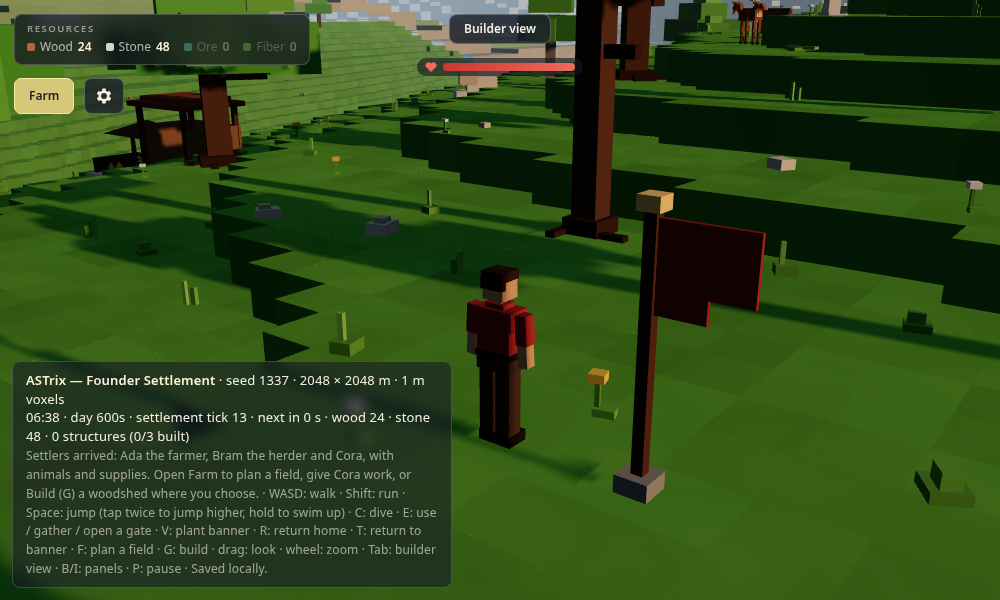 RESOURCES
Wood 24 Stone 48 Ore 0 Fiber 0
Builder view
Farm
ASTrix — Founder Settlement · seed 1337 · 2048 × 2048 m · 1 m
voxels
06:38 · day 600s · settlement tick 13 · next in 0 s · wood 24 · stone
48 · 0 structures (0/3 built)
Settlers arrived: Ada the farmer, Bram the herder and Cora, with
animals and supplies. Open Farm to plan a field, give Cora work, or
Build (G) a woodshed where you choose. · WASD: walk · Shift: run ·
Space: jump (tap twice to jump higher, hold to swim up) · C: dive · E: use
/ gather / open a gate · V: plant banner · R: return home · T: return to
banner · F: plan a field · G: build · drag: look · wheel: zoom · Tab: builder
view · B/I: panels · P: pause · Saved locally.